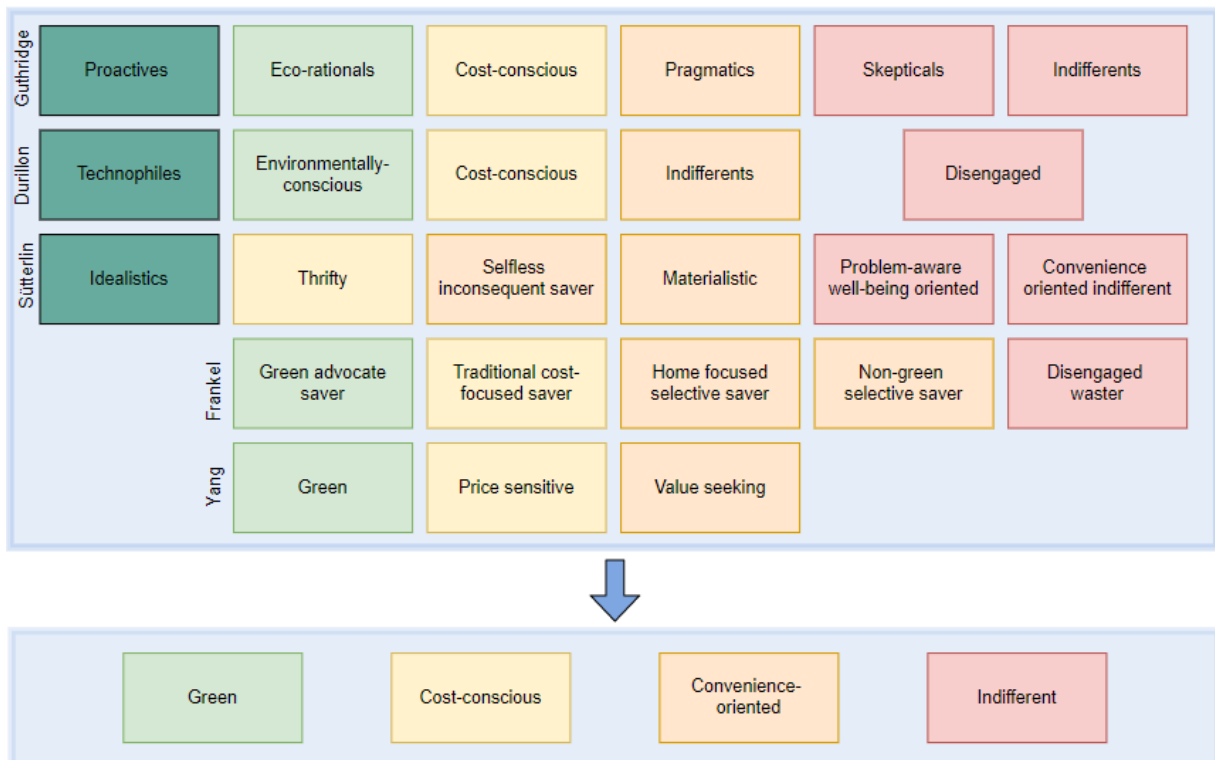 Guthridge
Proactives
Eco-rationals
Cost-conscious
Pragmatics
Skepticals
Indifferents
Durillon
Technophiles
Environmentally-
conscious
Cost-conscious
Indifferents
Disengaged
Sütterlin
Idealistics
Thrifty
Selfless
inconsequent saver
Materialistic
Problem-aware
well-being oriented
Convenience
oriented indifferent
Frankel
Green advocate
saver
Traditional cost-
focused saver
Home focused
selective saver
Non-green
selective saver
Disengaged
waster
Yang
Green
Price sensitive
Value seeking
Green
Cost-conscious
Convenience-
oriented
Indifferent